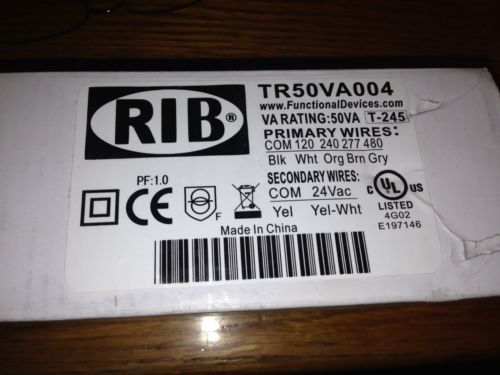 RIB®
TR50VA004
www.FunctionalDevices.com
VA RATING:50VA T-245
PRIMARY WIRES:
COM 120 240 277 480
Blk Wht Org Brn Gry
SECONDARY WIRES:
COM 24Vac
Yel Yel-Wht
PF:1.0
CE
F
C UL® US
LISTED
4G02
E197146
Made In China